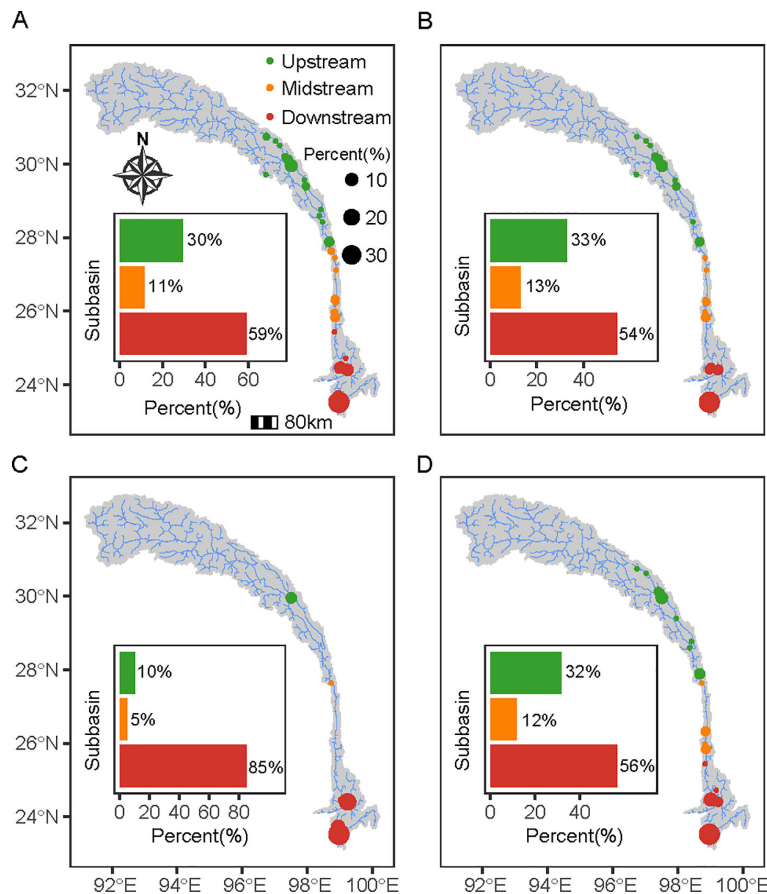 A
B
32°N
30°N
28°N
26°N
24°N
Upstream
Midstream
Downstream
N
Percent(%)
10
20
30
Subbasin
30%
11%
59%
0 20 40 60
Percent(%)
80km
Subbasin
33%
13%
54%
0 20 40
Percent(%)
C
D
32°N
30°N
28°N
26°N
24°N
Subbasin
10%
5%
85%
0 20 40 60 80
Percent(%)
Subbasin
32%
12%
56%
0 20 40
Percent(%)
92°E 94°E 96°E 98°E 100°E
92°E 94°E 96°E 98°E 100°E